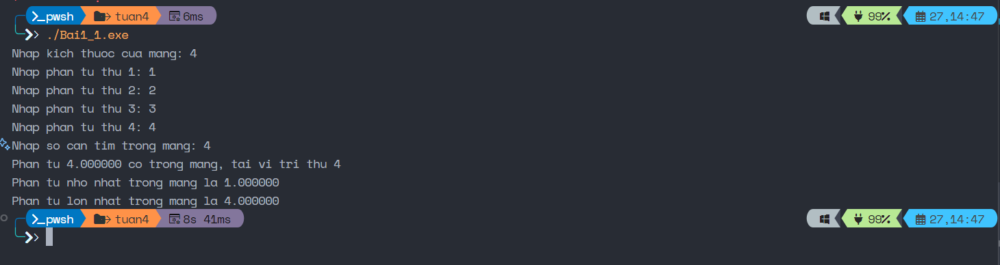 >_pwsh tuan4 6ms 99% 27,14:47
./Bai1_1.exe
Nhap kich thuoc cua mang: 4
Nhap phan tu thu 1: 1
Nhap phan tu thu 2: 2
Nhap phan tu thu 3: 3
Nhap phan tu thu 4: 4
Nhap so can tim trong mang: 4
Phan tu 4.000000 co trong mang, tai vi tri thu 4
Phan tu nho nhat trong mang la 1.000000
Phan tu lon nhat trong mang la 4.000000
>_pwsh tuan4 8s 41ms 99% 27,14:47